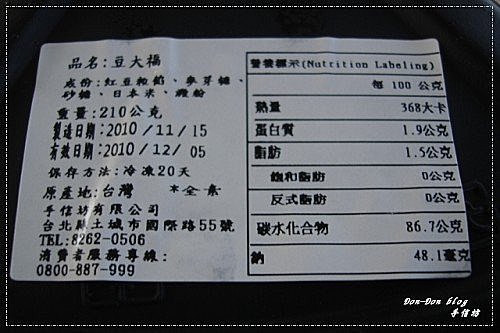 品名:豆大福
成份:紅豆粒餡、麥芽糖、
砂糖、日本米、澱粉
重量:210公克
製造日期:2010/11/15
有效日期:2010/12/05
保存方法:冷凍20天
原產地:台灣 *全素
手信坊有限公司
台北縣土城市國際路55號
TEL:8262-0506
消費者服務專線:
0800-887-999
營養標示(Nutrition Labeling)
每 100 公克
熱量 368大卡
蛋白質 1.9公克
脂肪 1.5公克
飽和脂肪 0公克
反式脂肪 0公克
碳水化合物 86.7公克
鈉 48.1毫克
Don-Don blog
手信坊